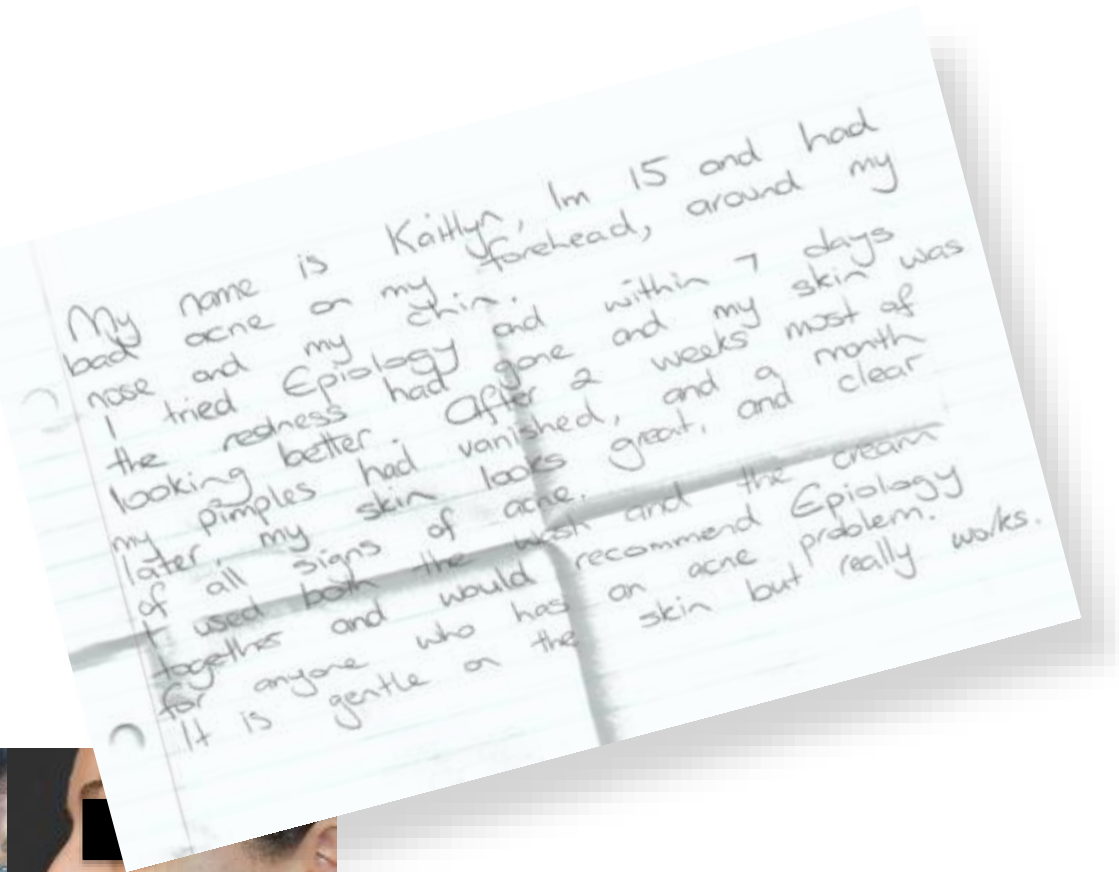 My name is Kaitlyn, Im 15 and had
bad acne on my forehead, around my
nose and my chin.
I tried Epiology and within 7 days
the redness had gone and my skin was
looking better. After 2 weeks most of
my pimples had vanished, and a month
later, my skin looks great, and clear
of all signs of acne.
I used both the wash and the cream
together and would recommend Epiology
for anyone who has an acne problem.
It is gentle on the skin but really works.